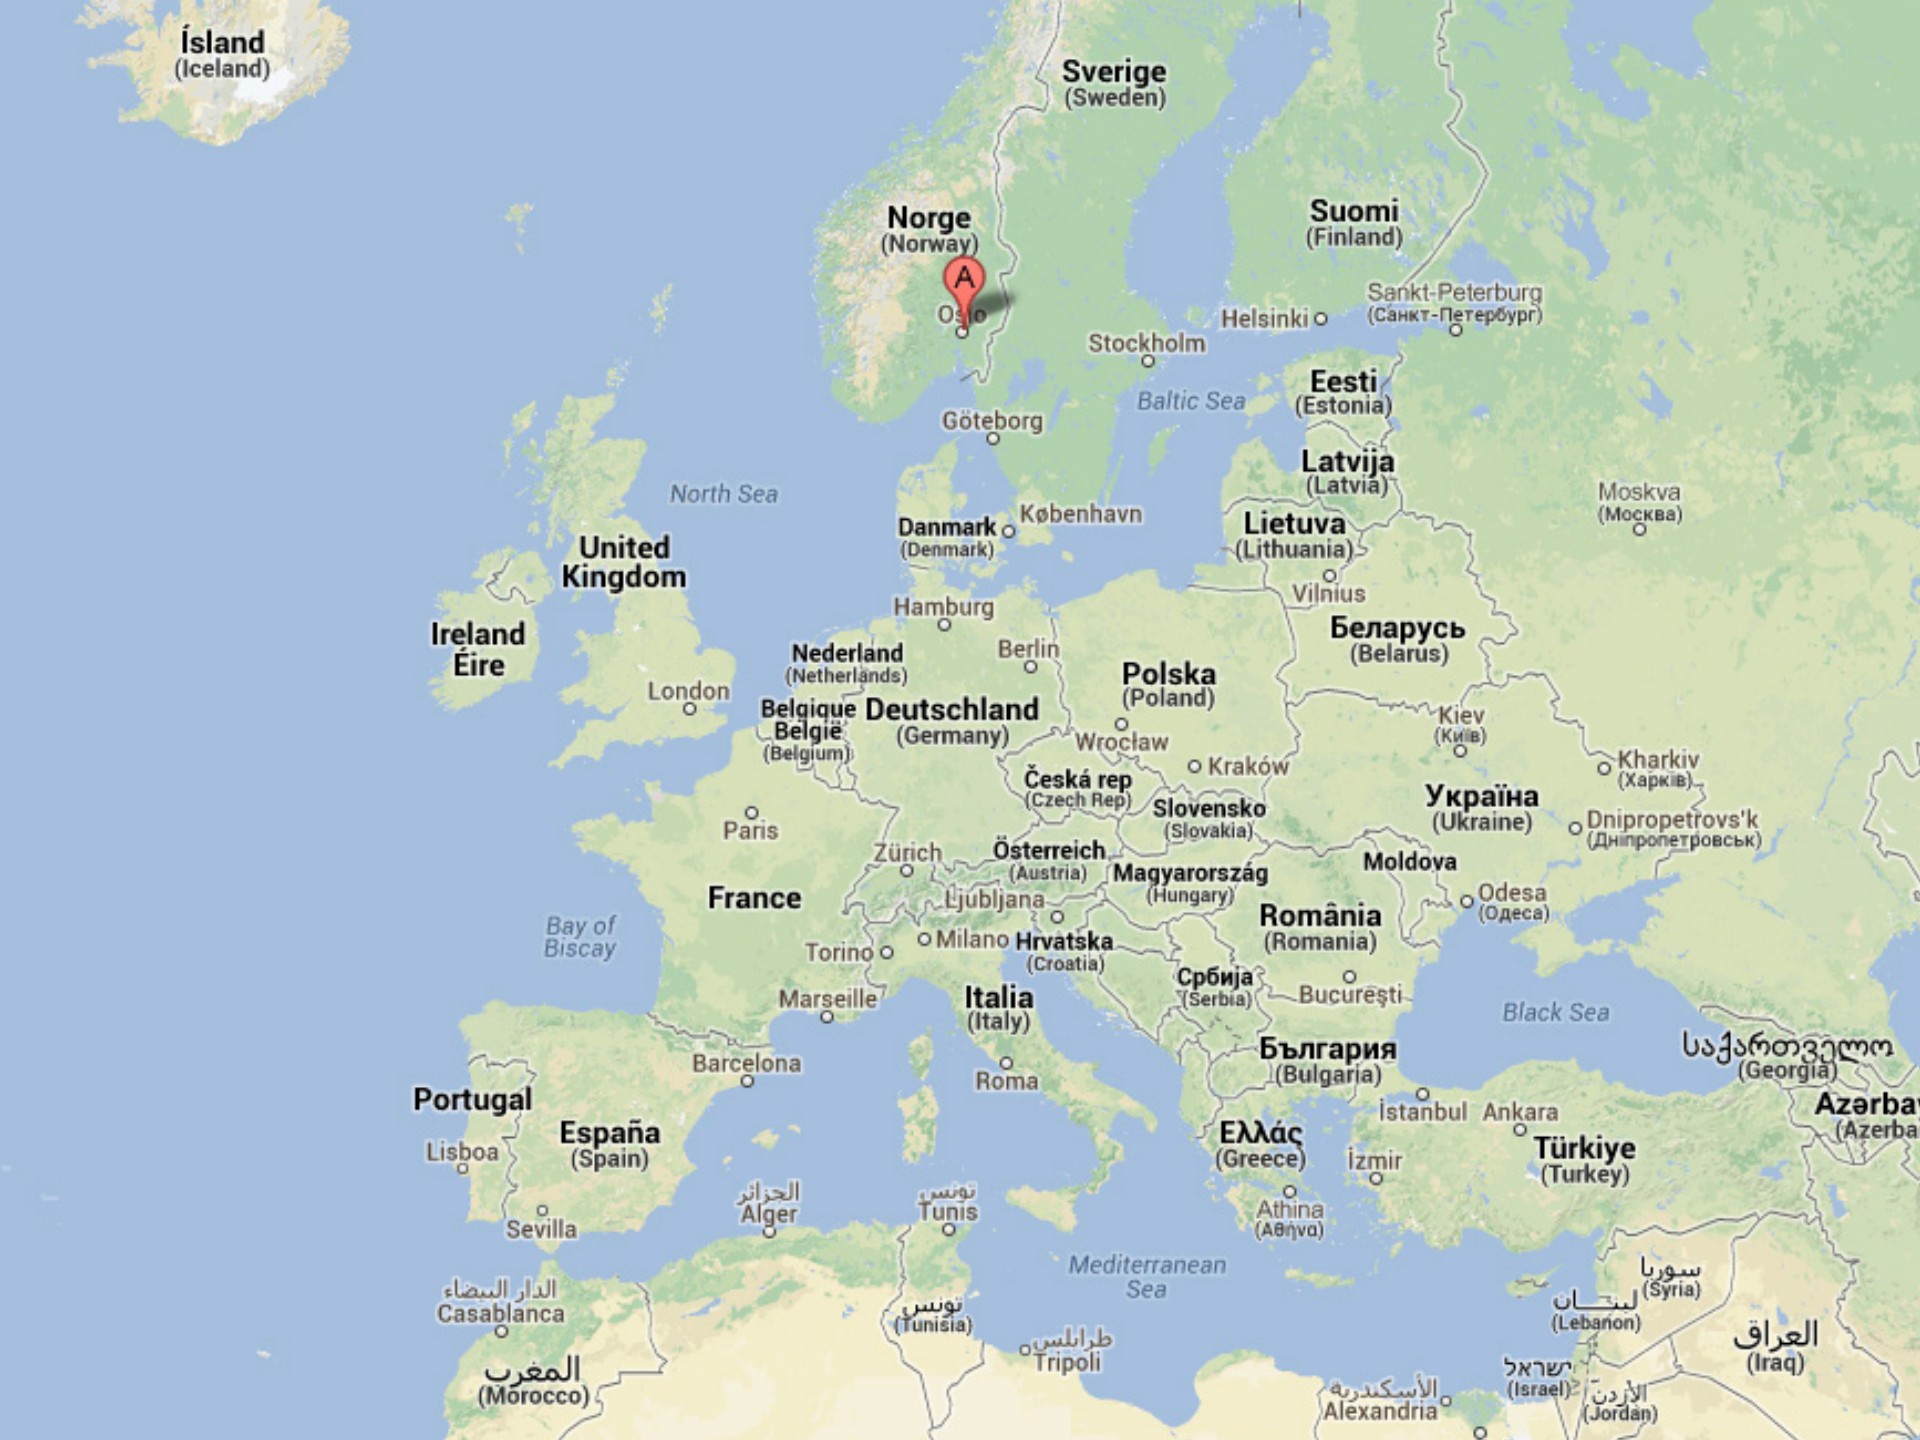 Ísland
(Iceland)
Sverige
(Sweden)
Norge
(Norway)
Suomi
(Finland)
A
Oslo
Helsinki
Sankt-Peterburg
(Санкт-Петербург)
Stockholm
Eesti
(Estonia)
Baltic Sea
Göteborg
Latvija
(Latvia)
North Sea
Moskva
(Москва)
København
Danmark
(Denmark)
Lietuva
(Lithuania)
United
Kingdom
Vilnius
Hamburg
Ireland
Éire
Беларусь
(Belarus)
Nederland
(Netherlands)
Berlin
Polska
(Poland)
London
Belgique
België
(Belgium)
Deutschland
(Germany)
Kiev
(Київ)
Wrocław
Kraków
Kharkiv
(Харків)
Česká rep
(Czech Rep)
Slovensko
(Slovakia)
Україна
(Ukraine)
Dnipropetrovs'k
(Дніпропетровськ)
Paris
Zürich
Österreich
(Austria)
Magyarország
(Hungary)
Moldova
France
Ljubljana
Odesa
(Одеса)
România
(Romania)
Bay of
Biscay
Torino
Milano
Hrvatska
(Croatia)
Србија
(Serbia)
Bucureşti
Marseille
Italia
(Italy)
Black Sea
Barcelona
Roma
България
(Bulgaria)
საქართველო
(Georgia)
Portugal
Azərbay
(Azerba
España
(Spain)
İstanbul
Ankara
Lisboa
Ελλάς
(Greece)
İzmir
Türkiye
(Turkey)
Sevilla
الجزائر
Alger
تونس
Tunis
Athina
(Αθήνα)
Mediterranean
Sea
الدار البيضاء
Casablanca
تونس
(Tunisia)
سوريا
(Syria)
لبنـــان
(Lebanon)
طرابلس
Tripoli
العراق
(Iraq)
المغرب
(Morocco)
ישראל
(Israel)
الأسكندرية
Alexandria
الأردن
(Jordan)